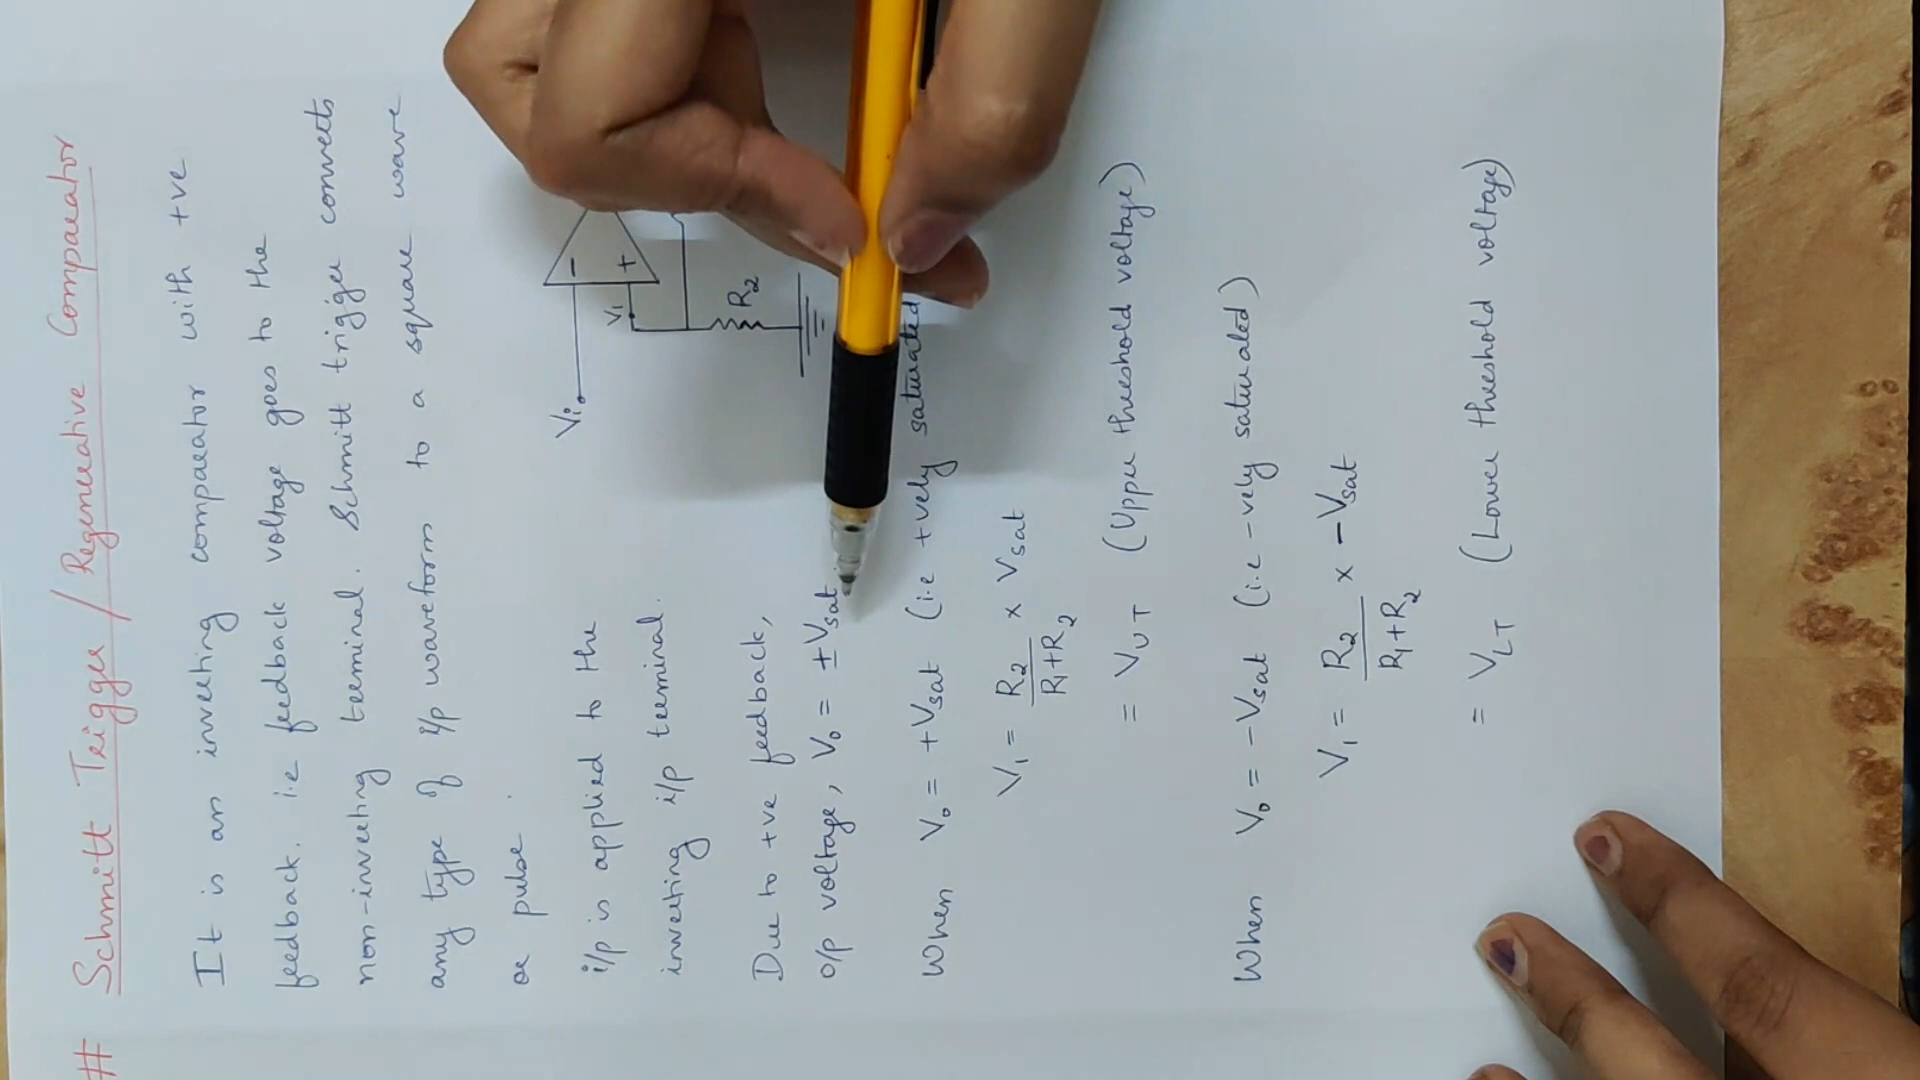 # Schmitt Trigger / Regenerative Comparator
It is an inverting comparator with +ve
feedback. i.e feedback voltage goes to the
non-inverting terminal. Schmitt trigger converts
any type of i/p waveform to a square wave
or pulse.
i/p is applied to the
inverting i/p terminal.
Vi
−
+
V1
R2
Due to +ve feedback,
o/p voltage, Vo = ±Vsat.
When Vo = +Vsat (i.e +vely saturated
V1 = R2/(R1+R2) x Vsat
= VUT (Upper threshold voltage)
When Vo = -Vsat (i.e -vely saturated)
V1 = R2/(R1+R2) x -Vsat
= VLT (Lower threshold voltage)